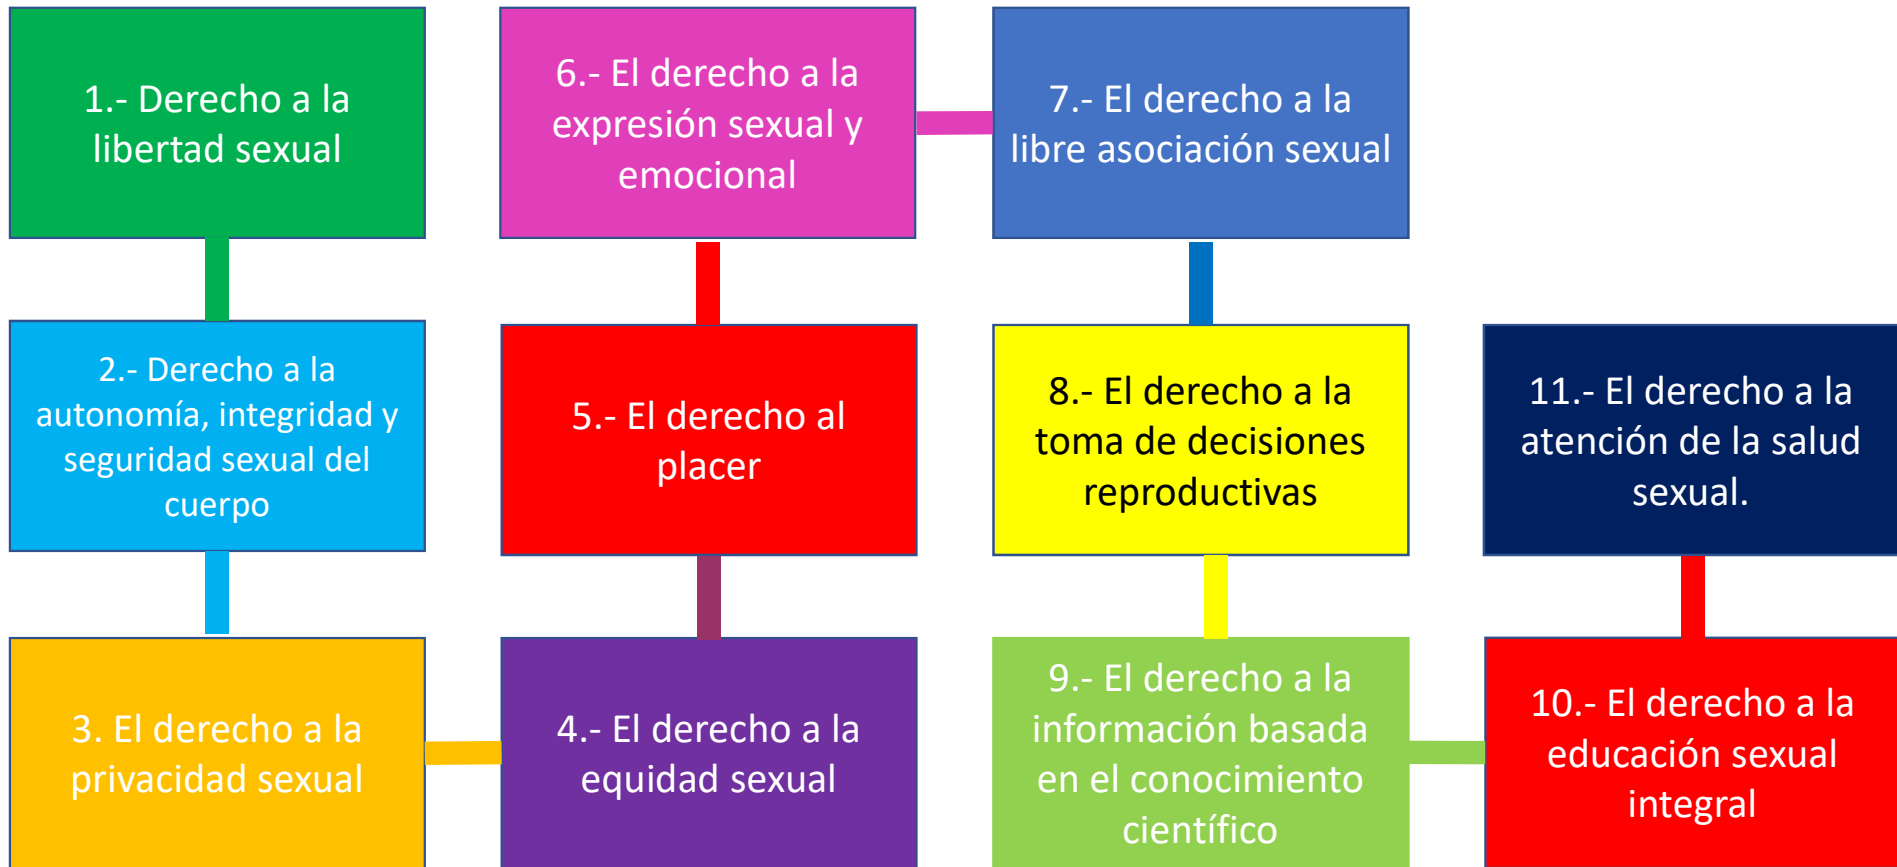 1.- Derecho a la
libertad sexual
2.- Derecho a la
autonomía, integridad y
seguridad sexual del
cuerpo
3. El derecho a la
privacidad sexual
4.- El derecho a la
equidad sexual
5.- El derecho al
placer
6.- El derecho a la
expresión sexual y
emocional
7.- El derecho a la
libre asociación sexual
8.- El derecho a la
toma de decisiones
reproductivas
9.- El derecho a la
información basada
en el conocimiento
científico
10.- El derecho a la
educación sexual
integral
11.- El derecho a la
atención de la salud
sexual.